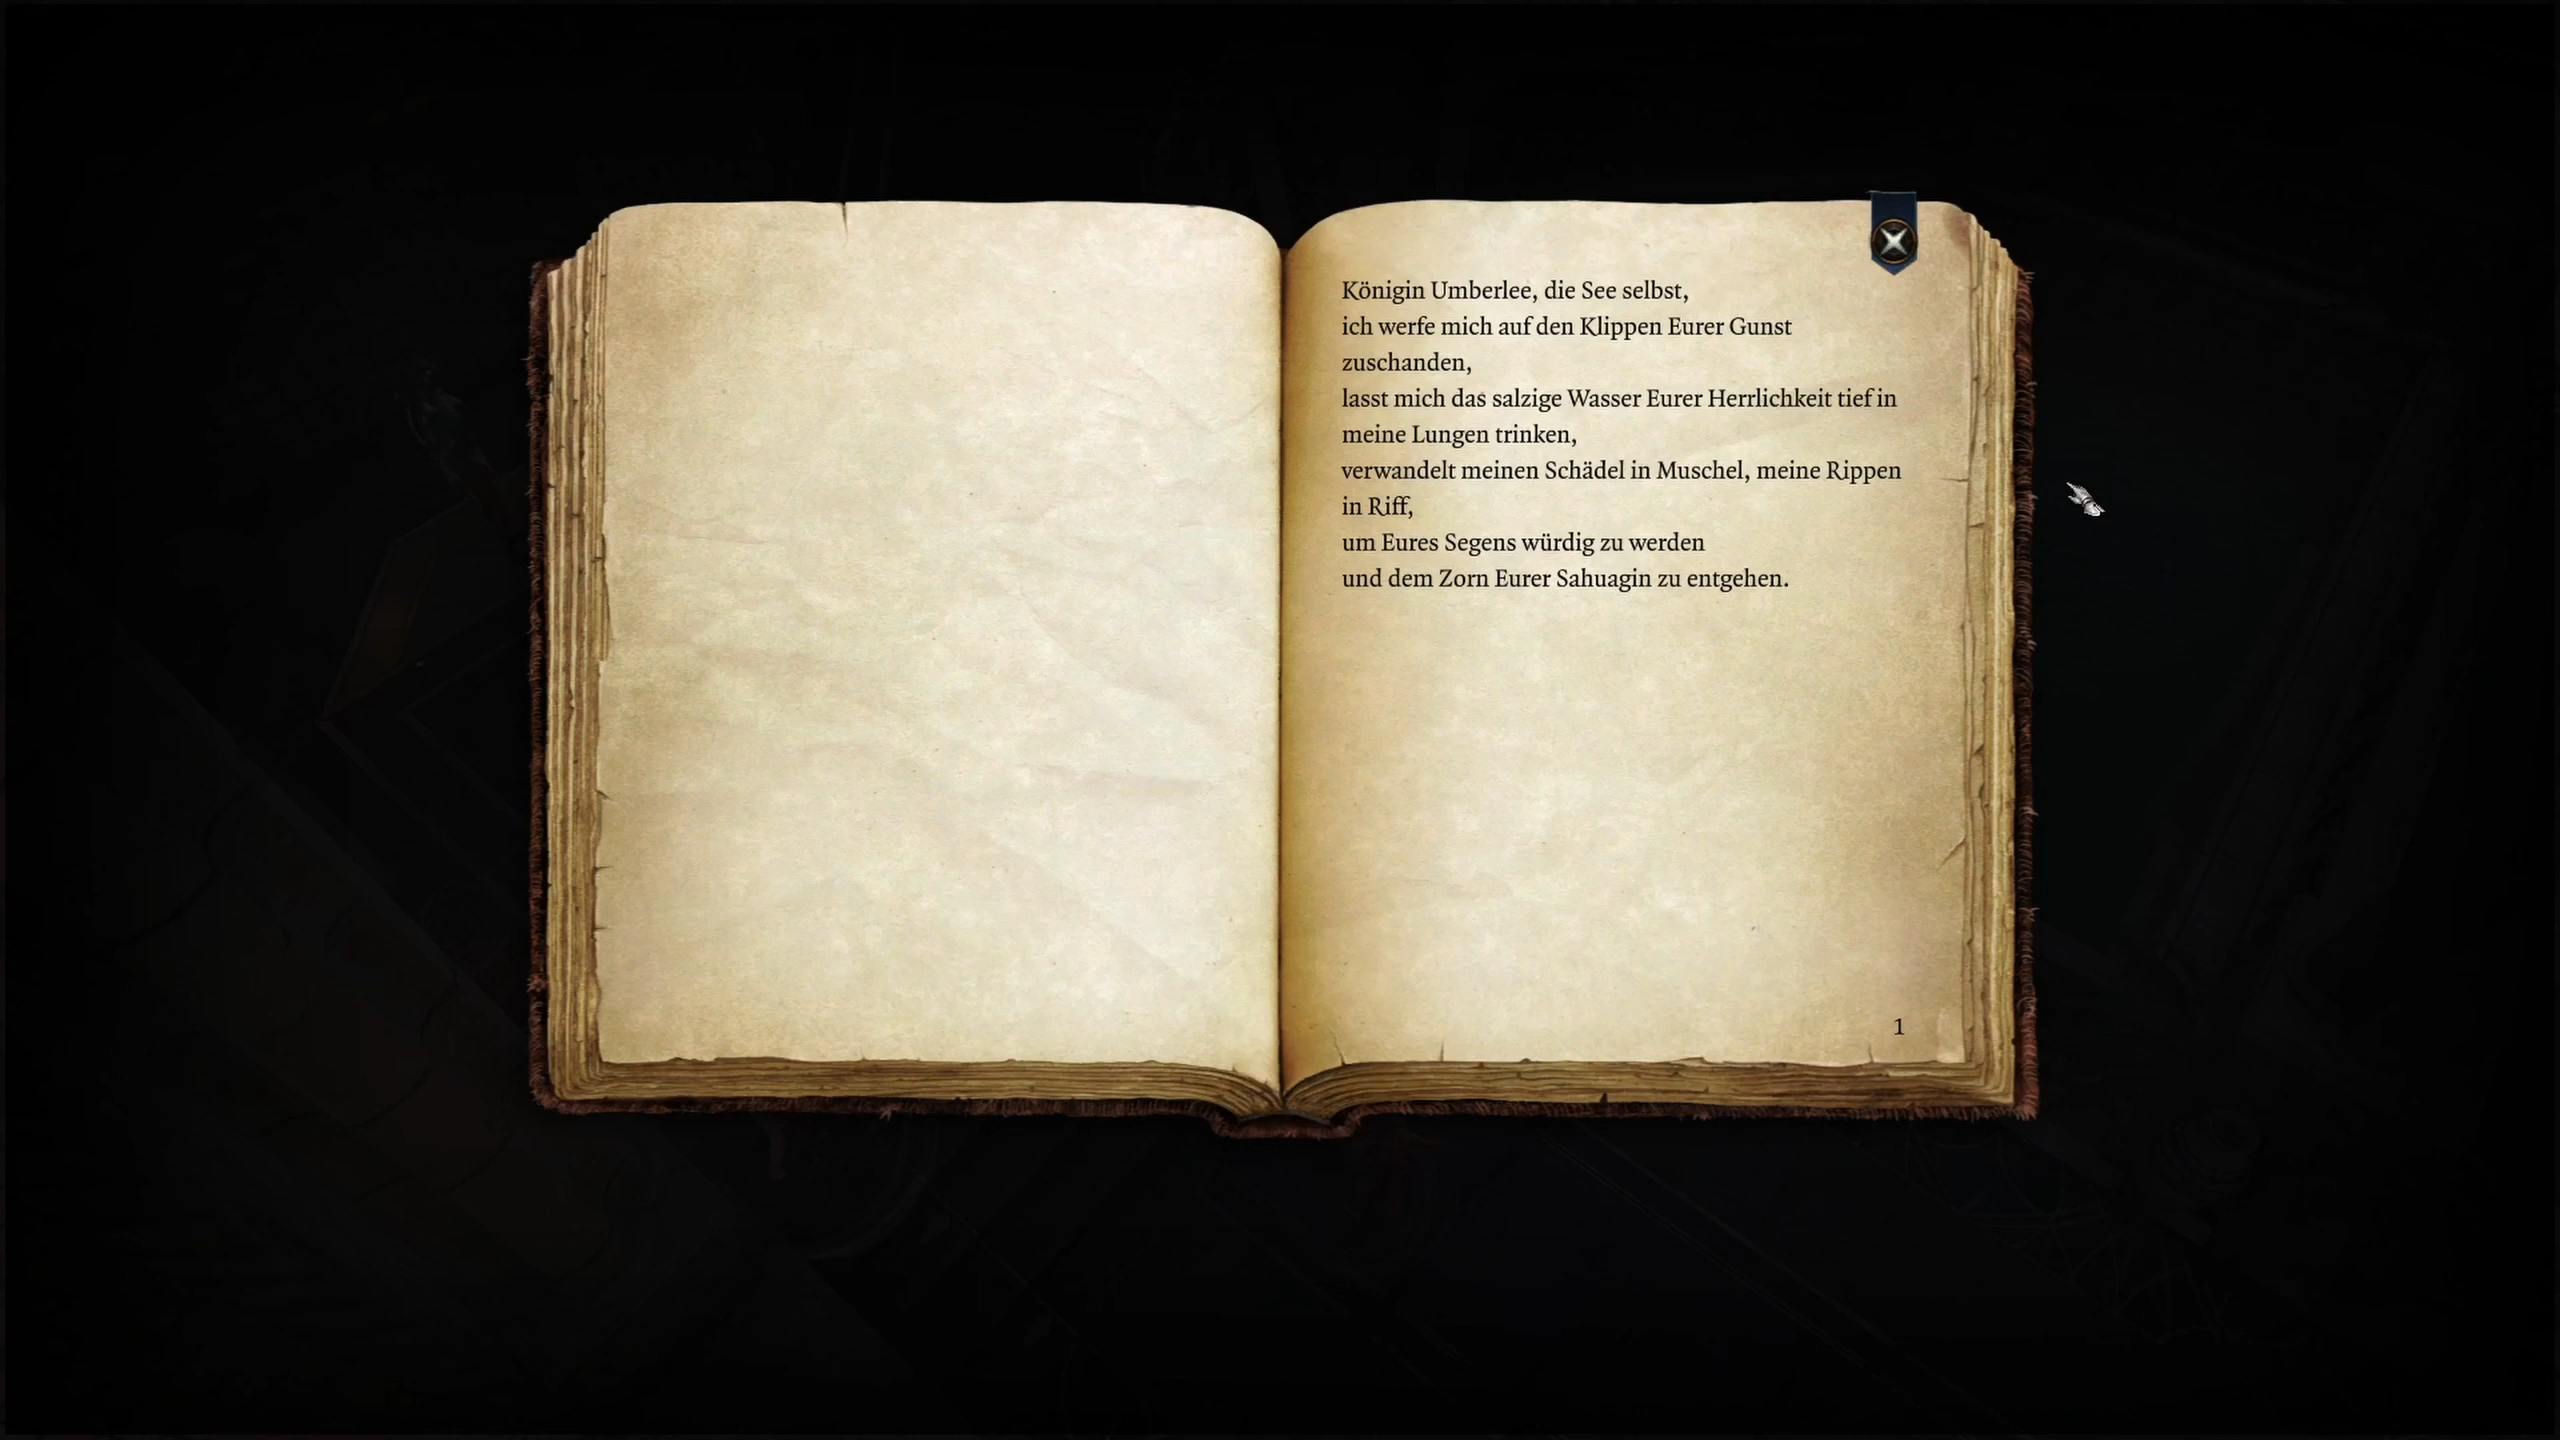 Königin Umberlee, die See selbst,
ich werfe mich auf den Klippen Eurer Gunst
zuschanden,
lasst mich das salzige Wasser Eurer Herrlichkeit tief in
meine Lungen trinken,
verwandelt meinen Schädel in Muschel, meine Rippen
in Riff,
um Eures Segens würdig zu werden
und dem Zorn Eurer Sahuagin zu entgehen.
1